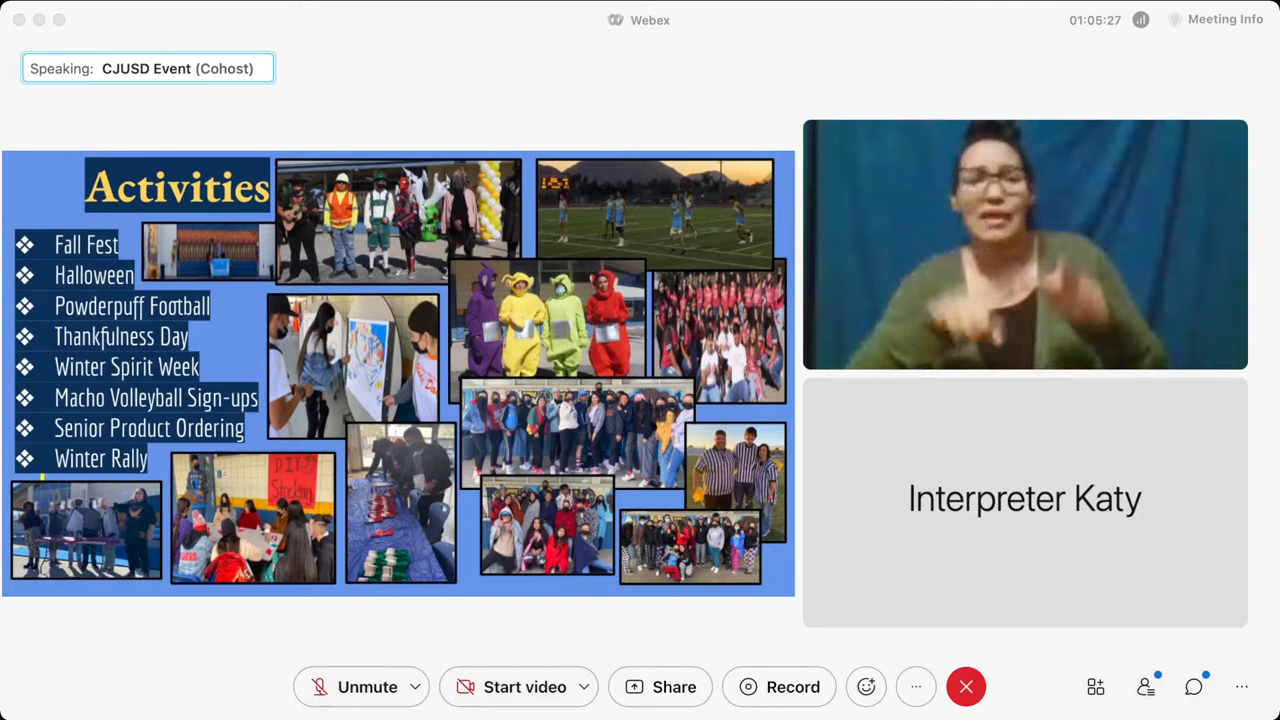 Webex
01:05:27
Meeting Info
Speaking: CJUSD Event (Cohost)
Activities
❖ Fall Fest
❖ Halloween
❖ Powderpuff Football
❖ Thankfulness Day
❖ Winter Spirit Week
❖ Macho Volleyball Sign-ups
❖ Senior Product Ordering
❖ Winter Rally
DIY
Stocking
Interpreter Katy
Unmute
Start video
Share
Record